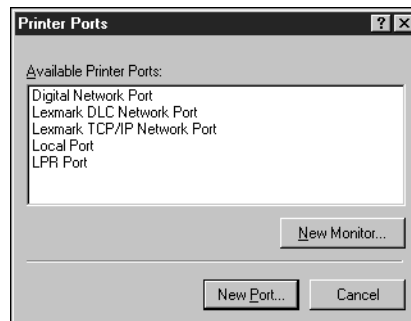 Printer Ports
? X
Available Printer Ports:
Digital Network Port
Lexmark DLC Network Port
Lexmark TCP/IP Network Port
Local Port
LPR Port
New Monitor...
New Port... Cancel